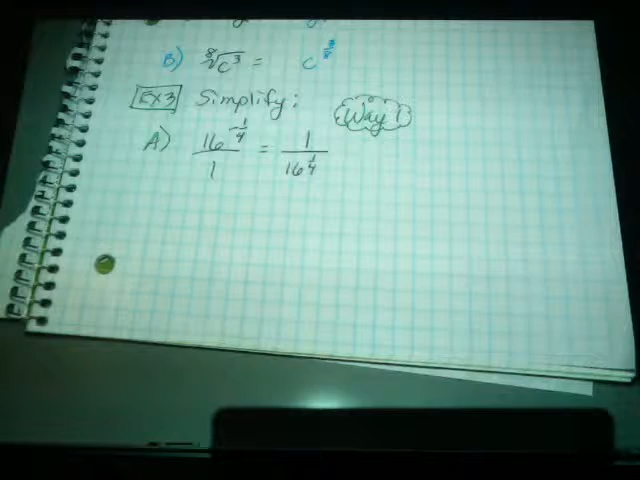 B) ⁸√c³ = c^(3/8)
EX3 Simplify: Way 1
A) 16^(-1/4) / 1 = 1 / 16^(1/4)